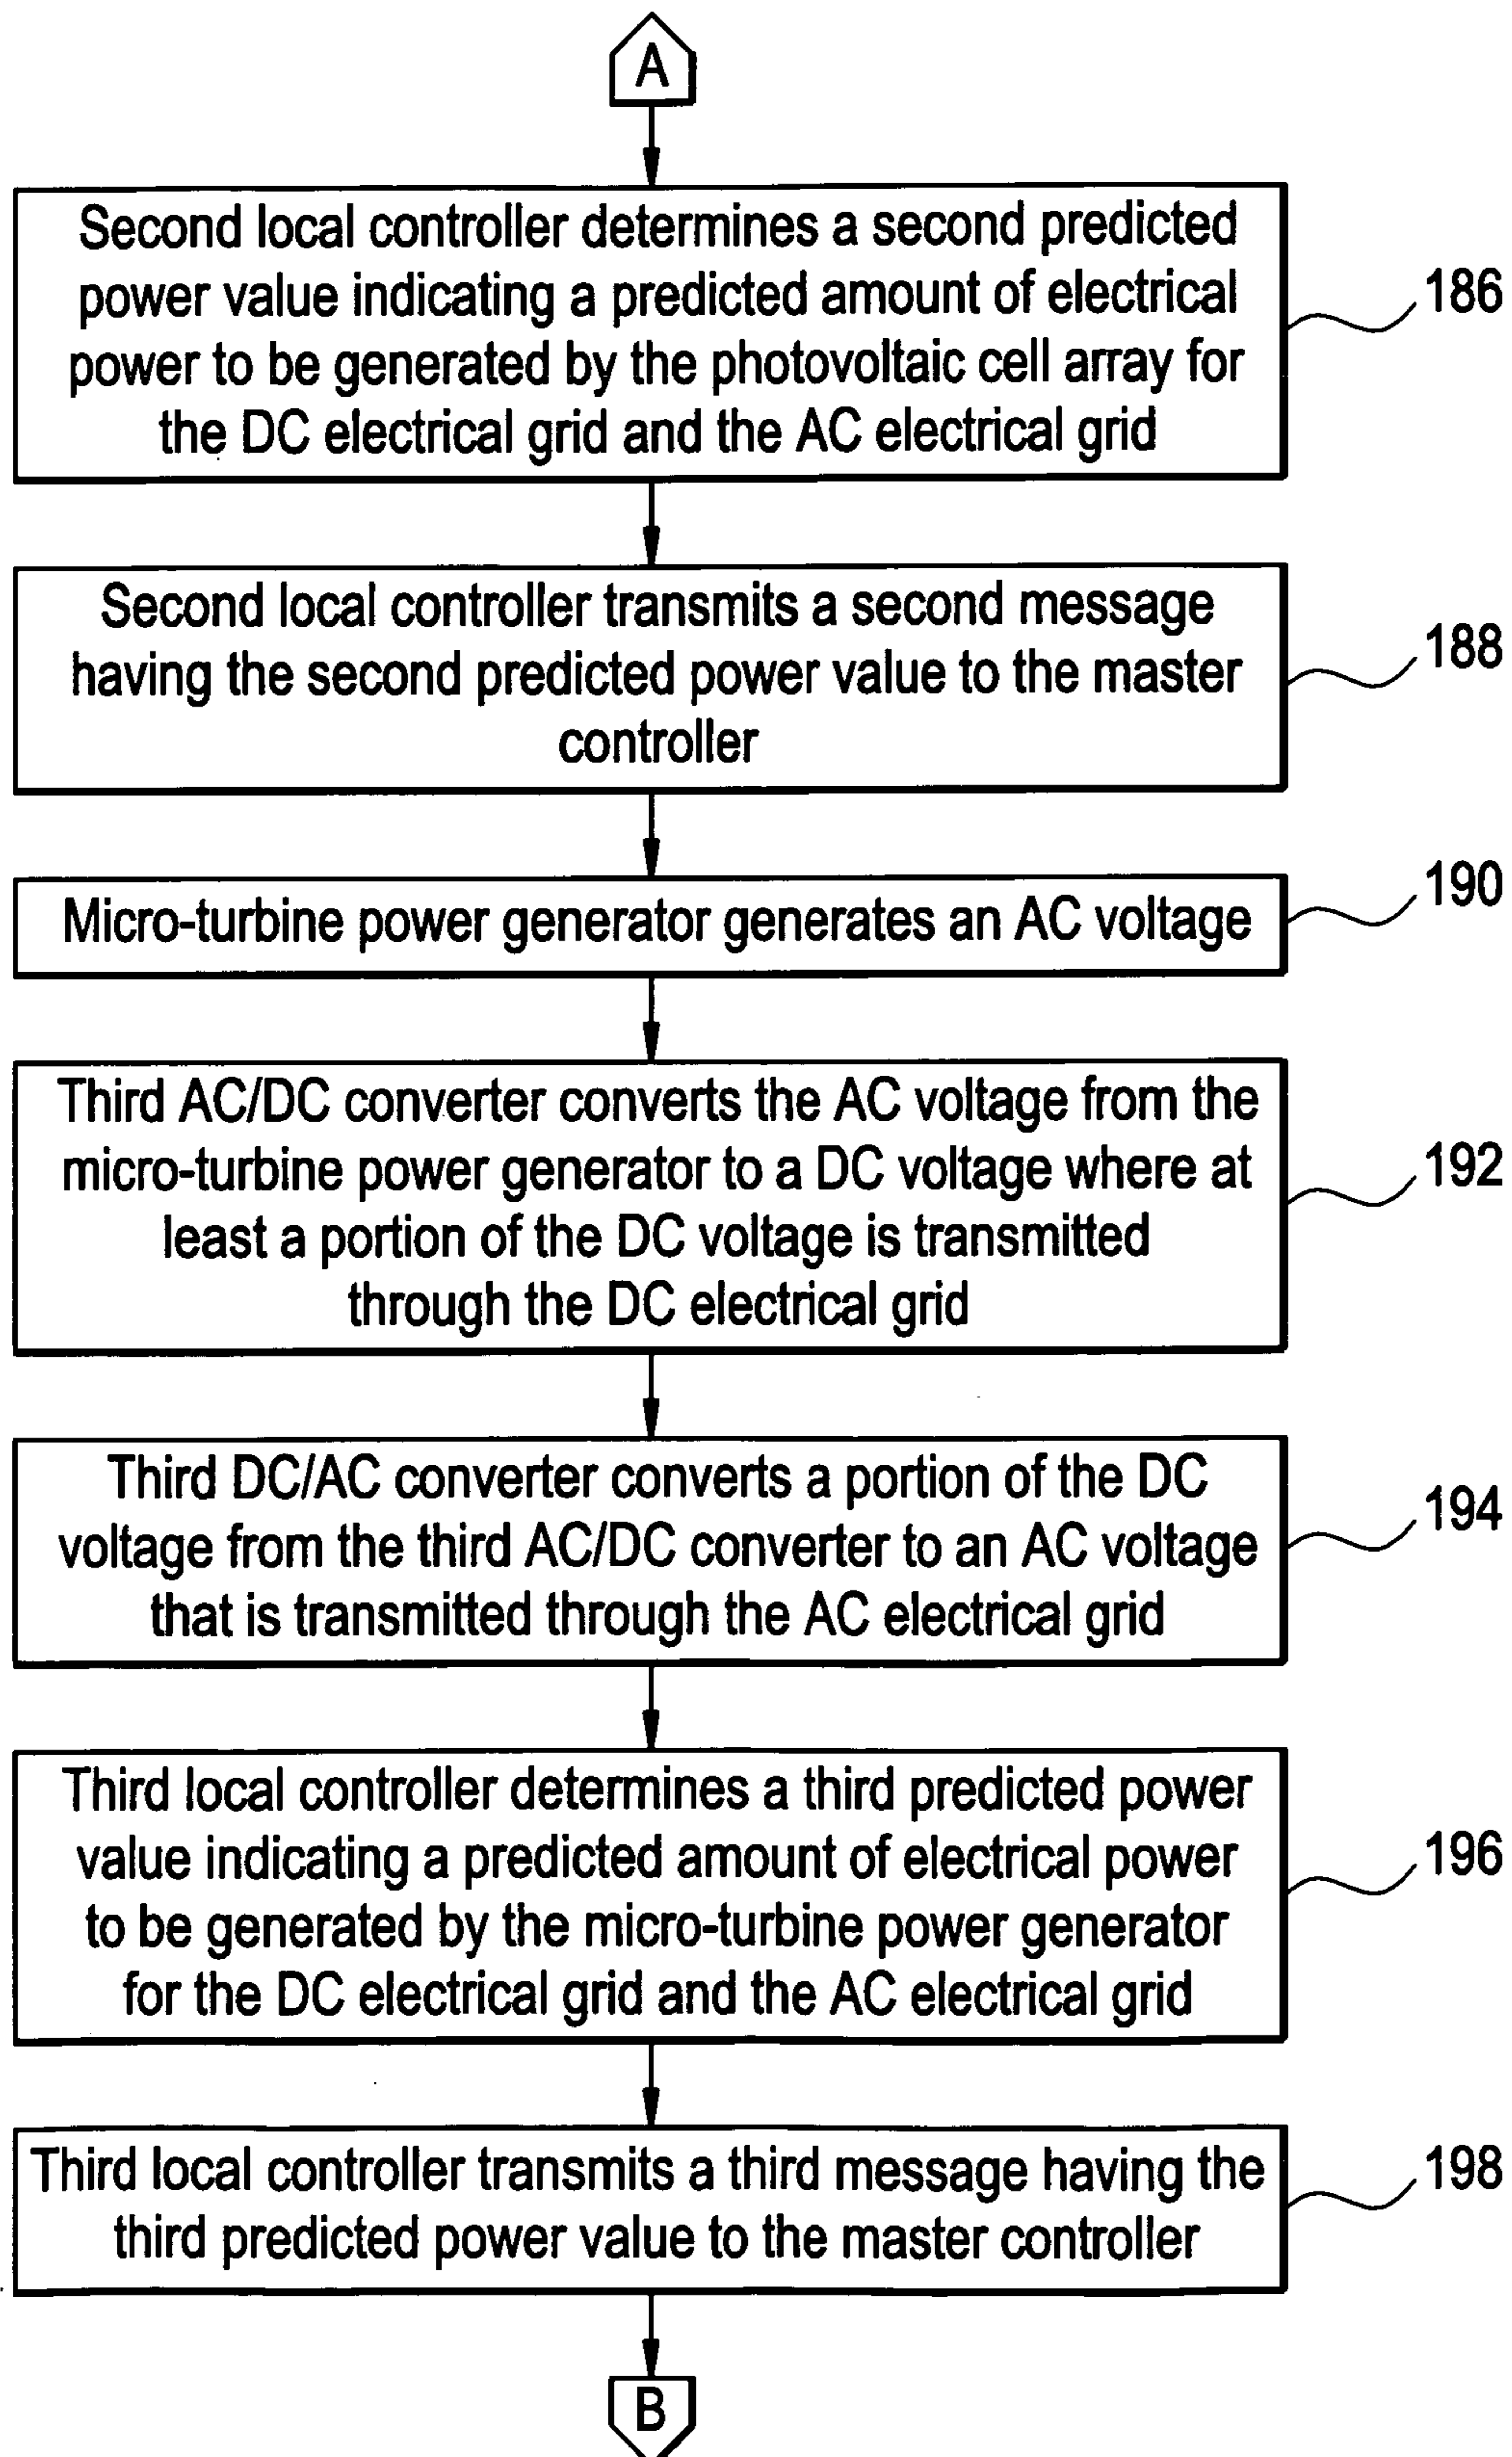 A
Second local controller determines a second predicted
power value indicating a predicted amount of electrical
power to be generated by the photovoltaic cell array for
the DC electrical grid and the AC electrical grid
186
Second local controller transmits a second message
having the second predicted power value to the master
controller
188
Micro-turbine power generator generates an AC voltage
190
Third AC/DC converter converts the AC voltage from the
micro-turbine power generator to a DC voltage where at
least a portion of the DC voltage is transmitted
through the DC electrical grid
192
Third DC/AC converter converts a portion of the DC
voltage from the third AC/DC converter to an AC voltage
that is transmitted through the AC electrical grid
194
Third local controller determines a third predicted power
value indicating a predicted amount of electrical power
to be generated by the micro-turbine power generator
for the DC electrical grid and the AC electrical grid
196
Third local controller transmits a third message having the
third predicted power value to the master controller
198
B